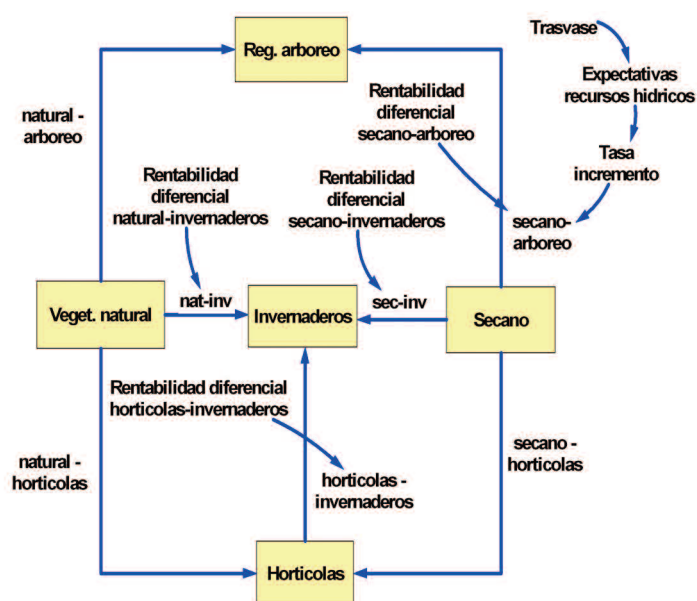 Reg. arboreo
Trasvase
Expectativas
recursos hidricos
Rentabilidad
diferencial
secano-arboreo
natural -
arboreo
Tasa
incremento
Rentabilidad
diferencial
natural-invernaderos
Rentabilidad
diferencial
secano-invernaderos
secano-
arboreo
Veget. natural
nat-inv
Invernaderos
sec-inv
Secano
Rentabilidad diferencial
horticolas-invernaderos
natural -
horticolas
horticolas -
invernaderos
secano -
horticolas
Horticolas